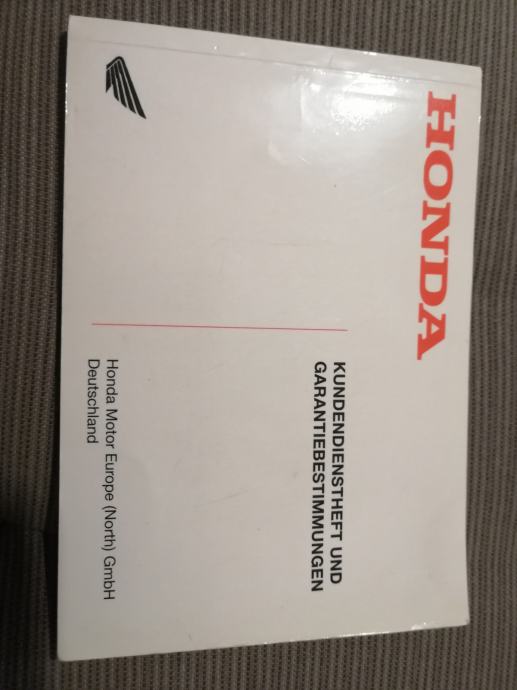 HONDA
KUNDENDIENSTHEFT UND
GARANTIEBESTIMMUNGEN
Honda Motor Europe (North) GmbH
Deutschland